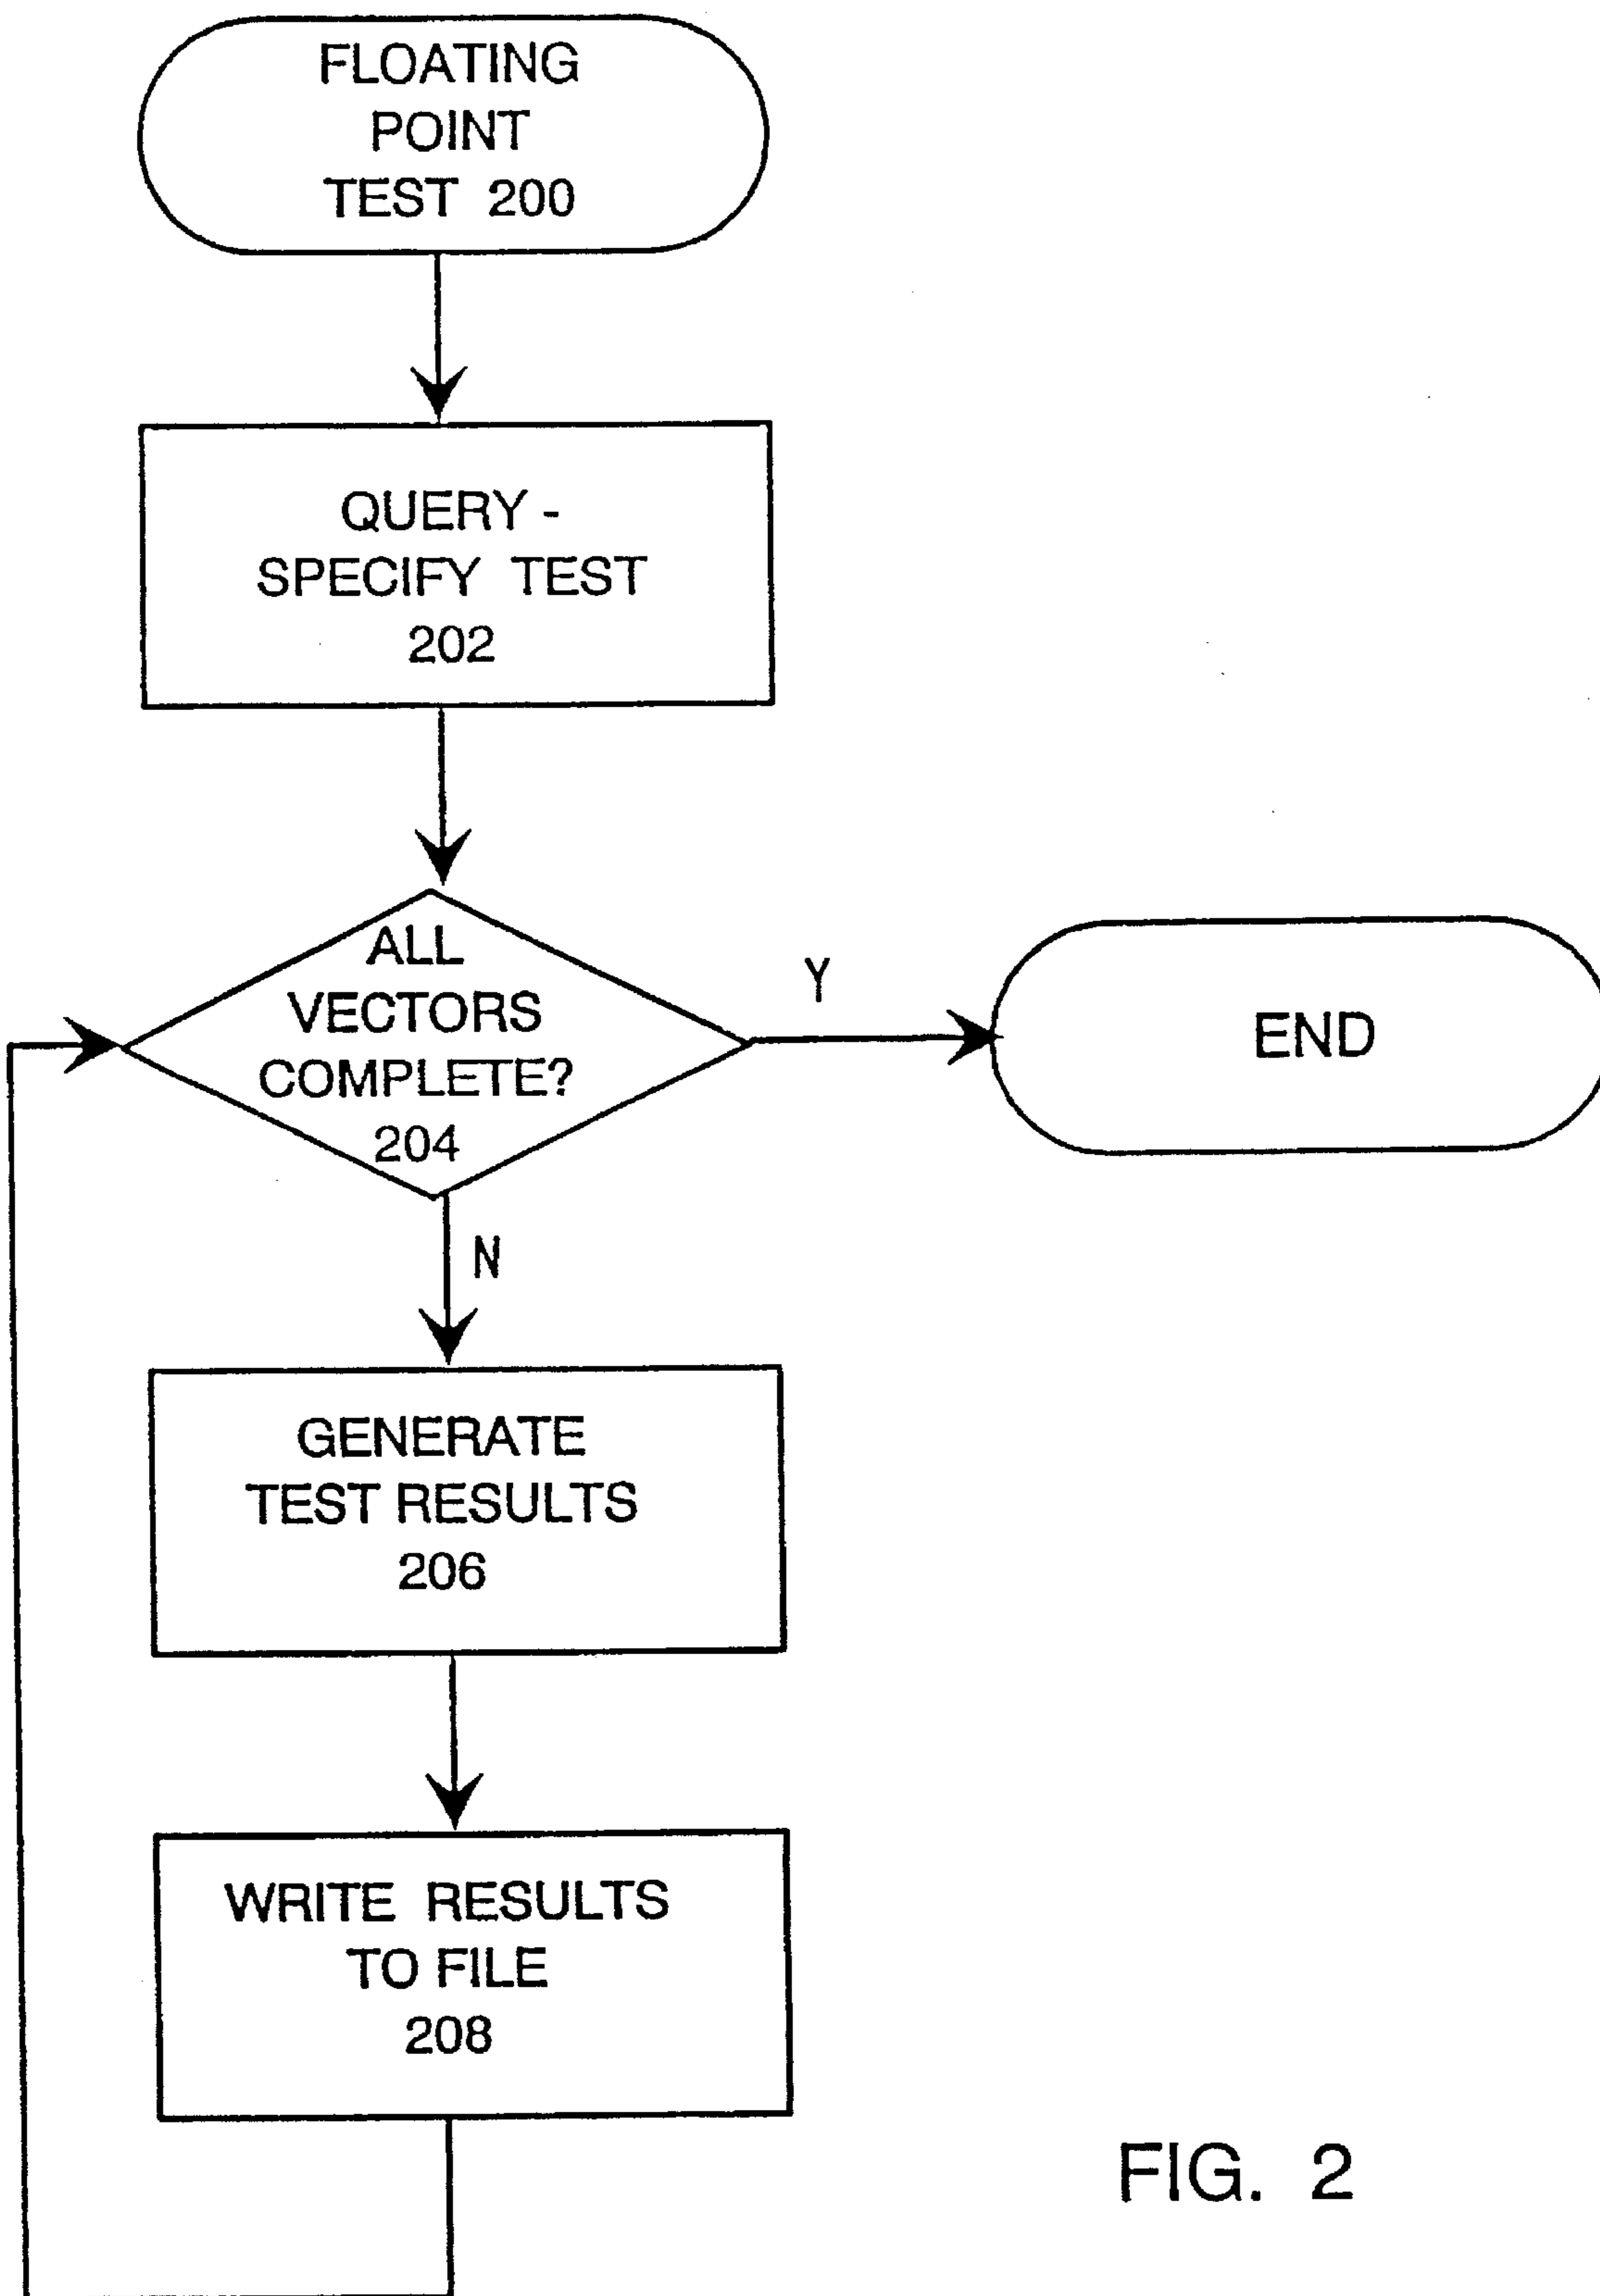 FLOATING
POINT
TEST 200
QUERY -
SPECIFY TEST
202
ALL
VECTORS
COMPLETE?
204
Y
END
N
GENERATE
TEST RESULTS
206
WRITE RESULTS
TO FILE
208
FIG. 2